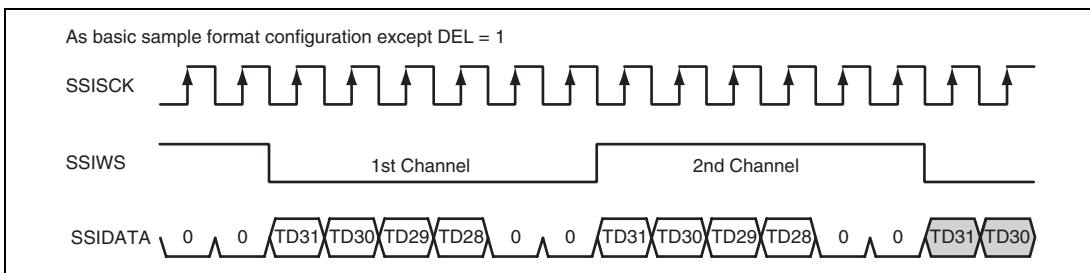 As basic sample format configuration except DEL = 1
SSISCK
SSIWS 1st Channel 2nd Channel
SSIDATA 0 0 TD31 TD30 TD29 TD28 0 0 TD31 TD30 TD29 TD28 0 0 TD31 TD30